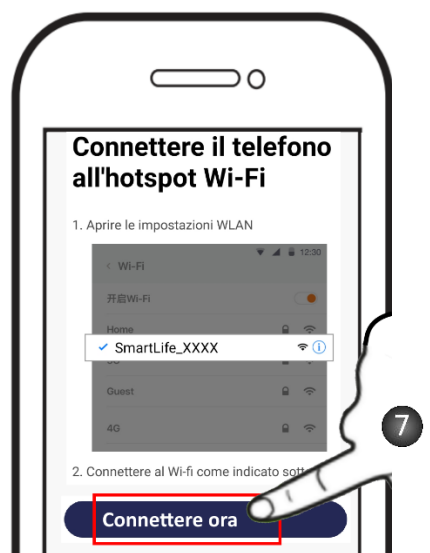 Connettere il telefono
all'hotspot Wi-Fi
1. Aprire le impostazioni WLAN
12:30
Wi-Fi
开启Wi-Fi
Home
SmartLife_XXXX
Guest
4G
2. Connettere al Wi-fi come indicato
7
Connettere ora